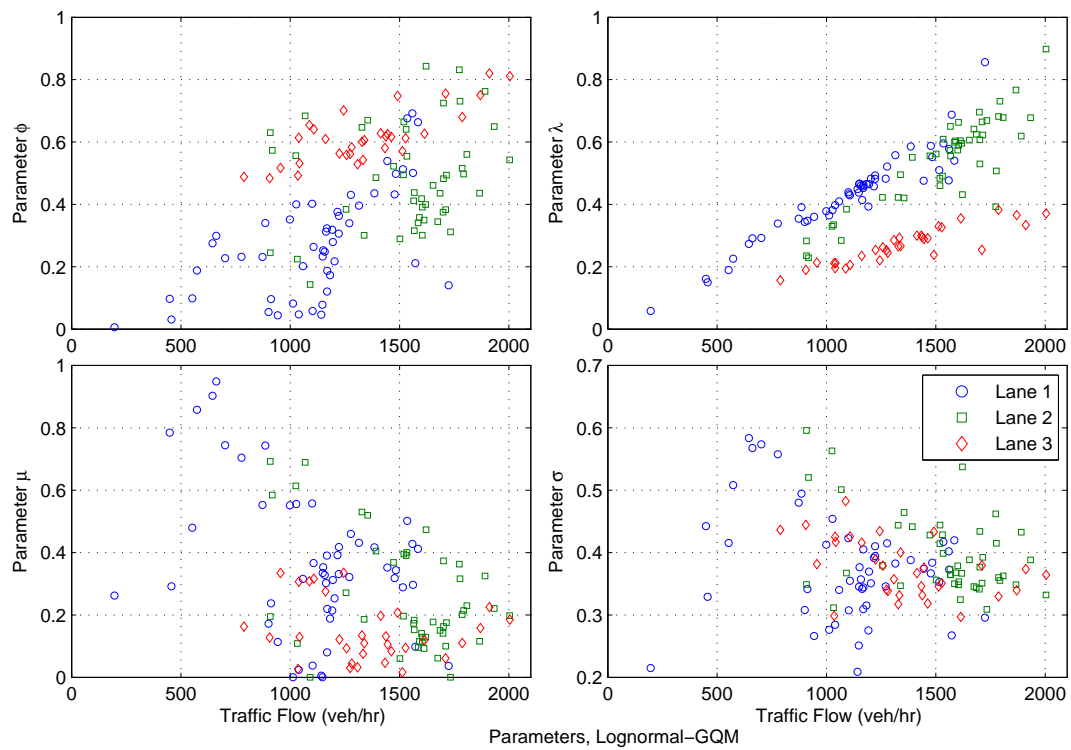 1
0.8
0.6
0.4
0.2
0
Parameter ϕ
0 500 1000 1500 2000
1
0.8
0.6
0.4
0.2
0
Parameter λ
0 500 1000 1500 2000
1
0.8
0.6
0.4
0.2
0
Parameter μ
0 500 1000 1500 2000
Traffic Flow (veh/hr)
0.7
0.6
0.5
0.4
0.3
0.2
Parameter σ
0 500 1000 1500 2000
Traffic Flow (veh/hr)
Lane 1
Lane 2
Lane 3
Parameters, Lognormal−GQM